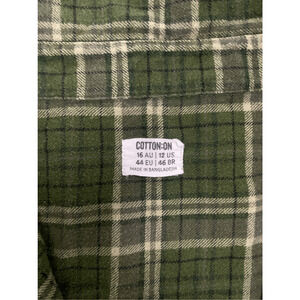 COTTON:ON
16 AU | 12 US
44 EU | 46 BR
MADE IN BANGLADESH